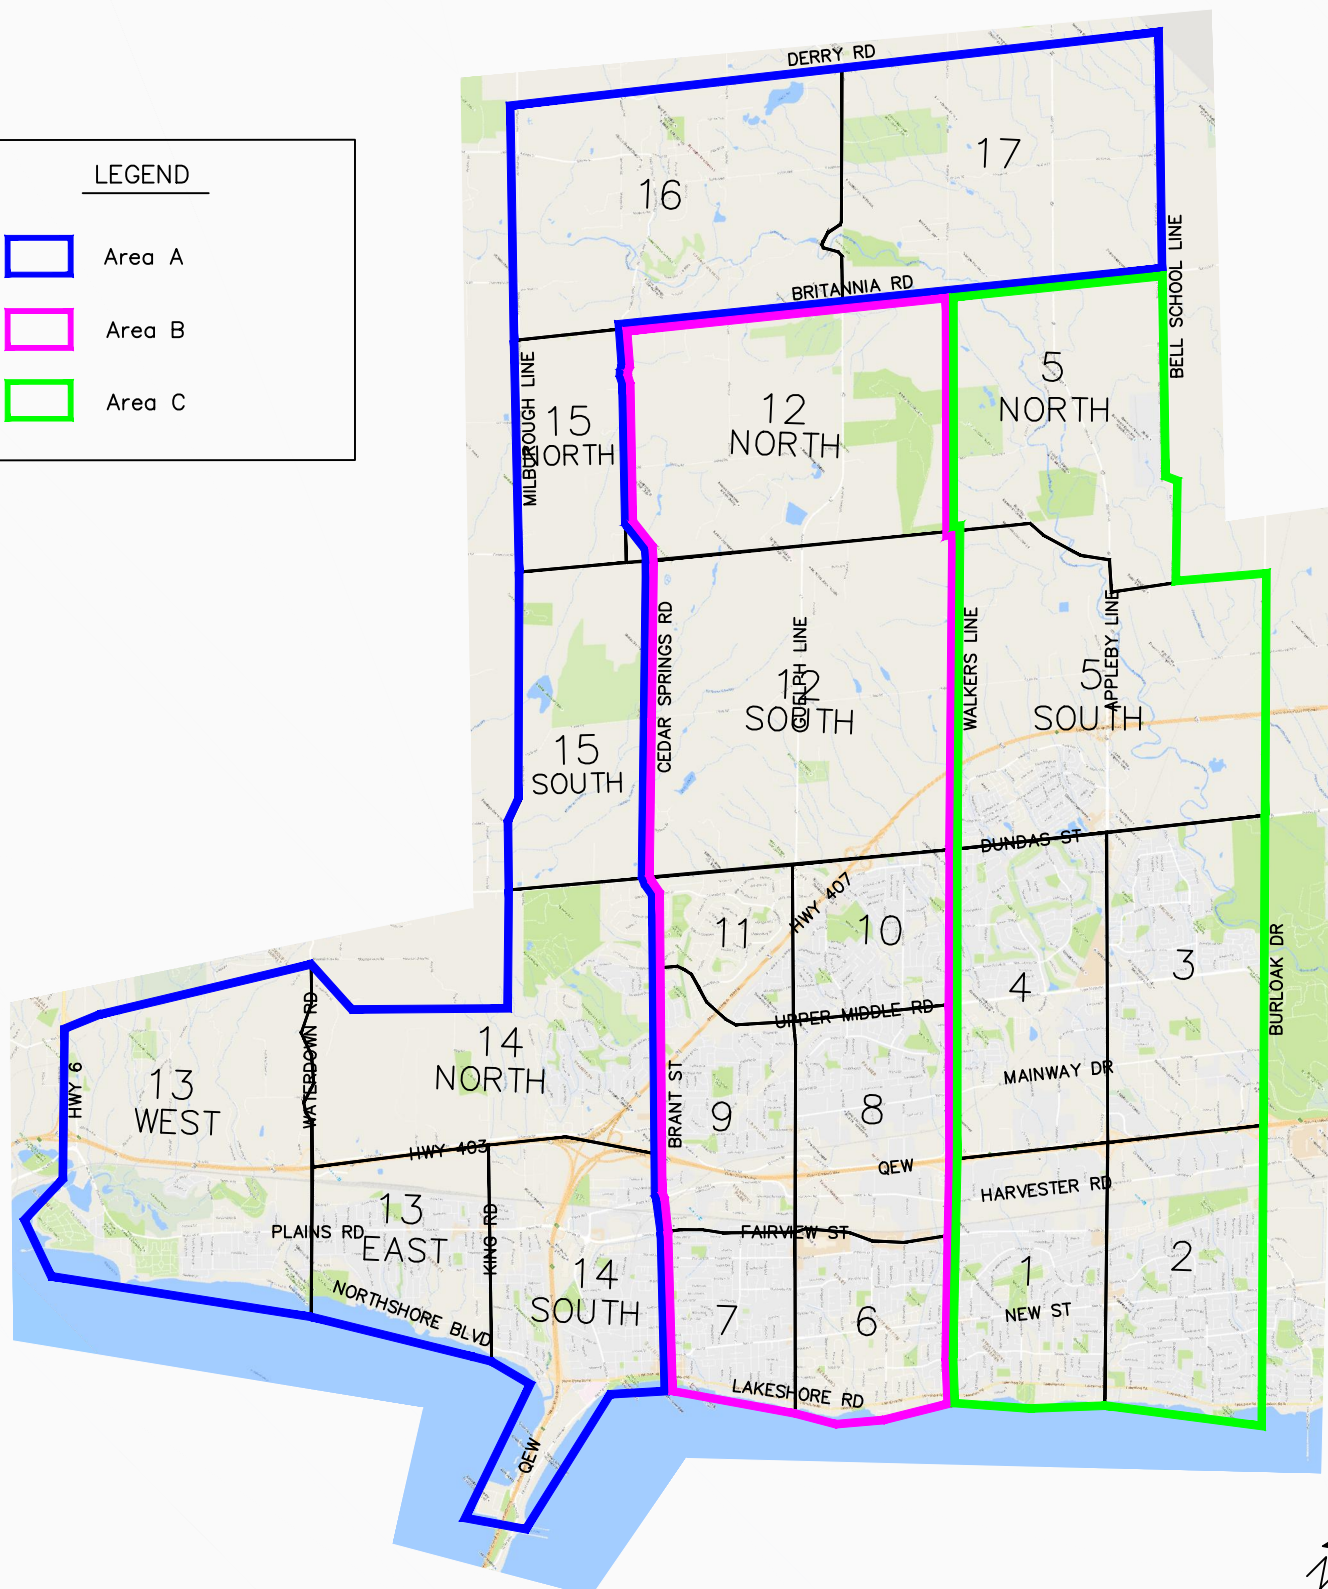 DERRY RD
17
LEGEND
16
Area A
BELL SCHOOL LINE
BRITANNIA RD
Area B
MILBOROUGH LINE
5
NORTH
Area C
15
NORTH
12
NORTH
CEDAR SPRINGS RD
GUELPH LINE
WALKERS LINE
APPLEBY LINE
12
SOUTH
5
SOUTH
15
SOUTH
DUNDAS ST
HWY 407
11
10
3
4
BURLOAK DR
WATERDOWN RD
UPPER MIDDLE RD
14
NORTH
HWY 6
13
WEST
BRANT ST
MAINWAY DR
9
8
HWY 403
QEW
HARVESTER RD
13
EAST
KING RD
PLAINS RD
FAIRVIEW ST
14
SOUTH
1
2
NORTHSHORE BLVD
7
6
NEW ST
LAKESHORE RD
QEW